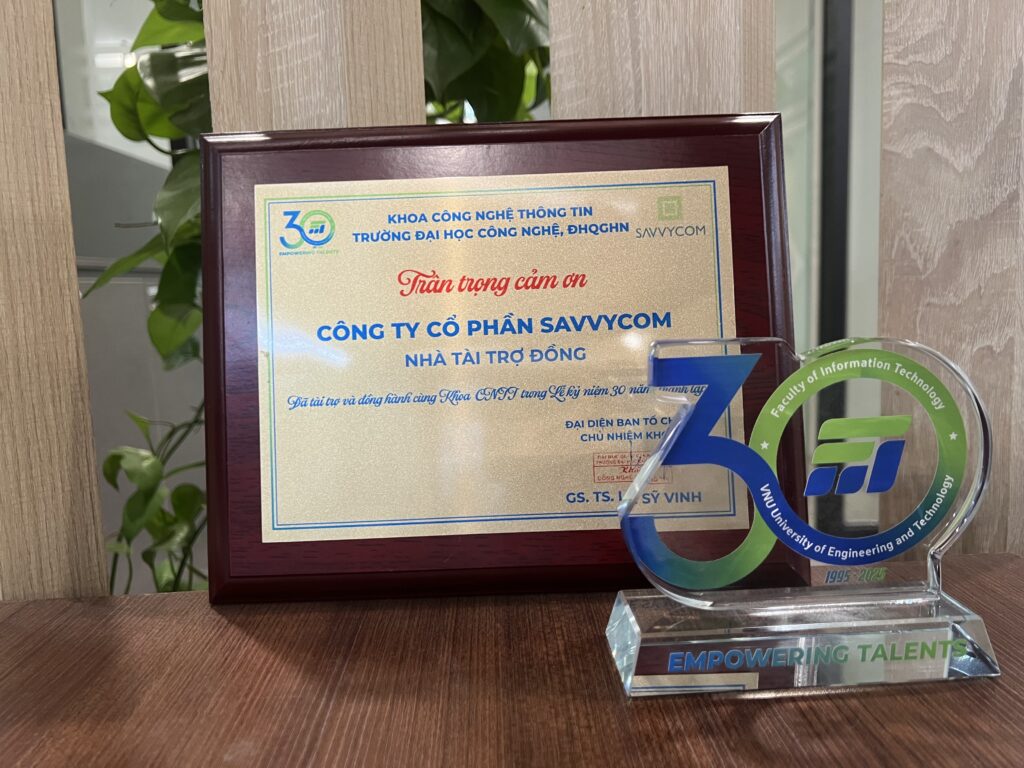 30
EMPOWERING TALENTS
KHOA CÔNG NGHỆ THÔNG TIN
TRƯỜNG ĐẠI HỌC CÔNG NGHỆ, ĐHQGHN
SAVVYCOM
Trân trọng cảm ơn
CÔNG TY CỔ PHẦN SAVVYCOM
NHÀ TÀI TRỢ ĐỒNG
Đã tài trợ và đồng hành cùng Khoa CNTT trong Lễ kỷ niệm 30 năm thành lập
ĐẠI DIỆN BAN TỔ
CHỦ NHIỆM
GS. TS. SỸ VINH
30
Faculty of Information Technology
VNU University of Engineering and Technology
1995-2025
EMPOWERING TALENTS